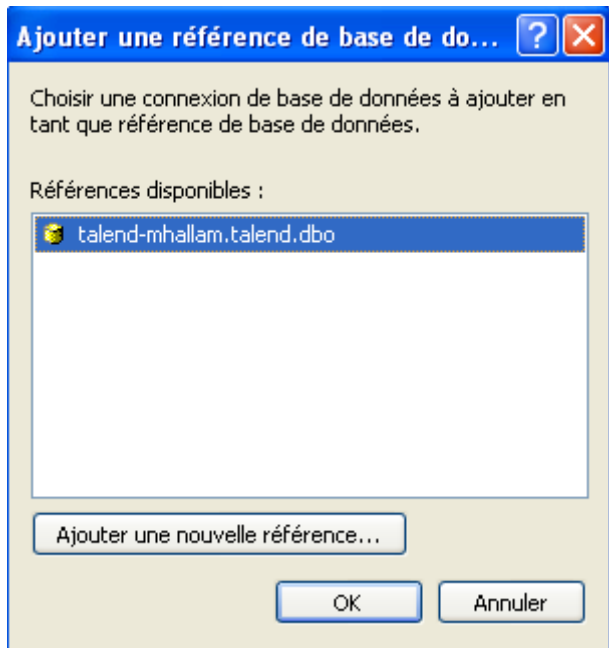 Ajouter une référence de base de do...
Choisir une connexion de base de données à ajouter en
tant que référence de base de données.
Références disponibles :
talend-mhallam.talend.dbo
Ajouter une nouvelle référence...
OK
Annuler